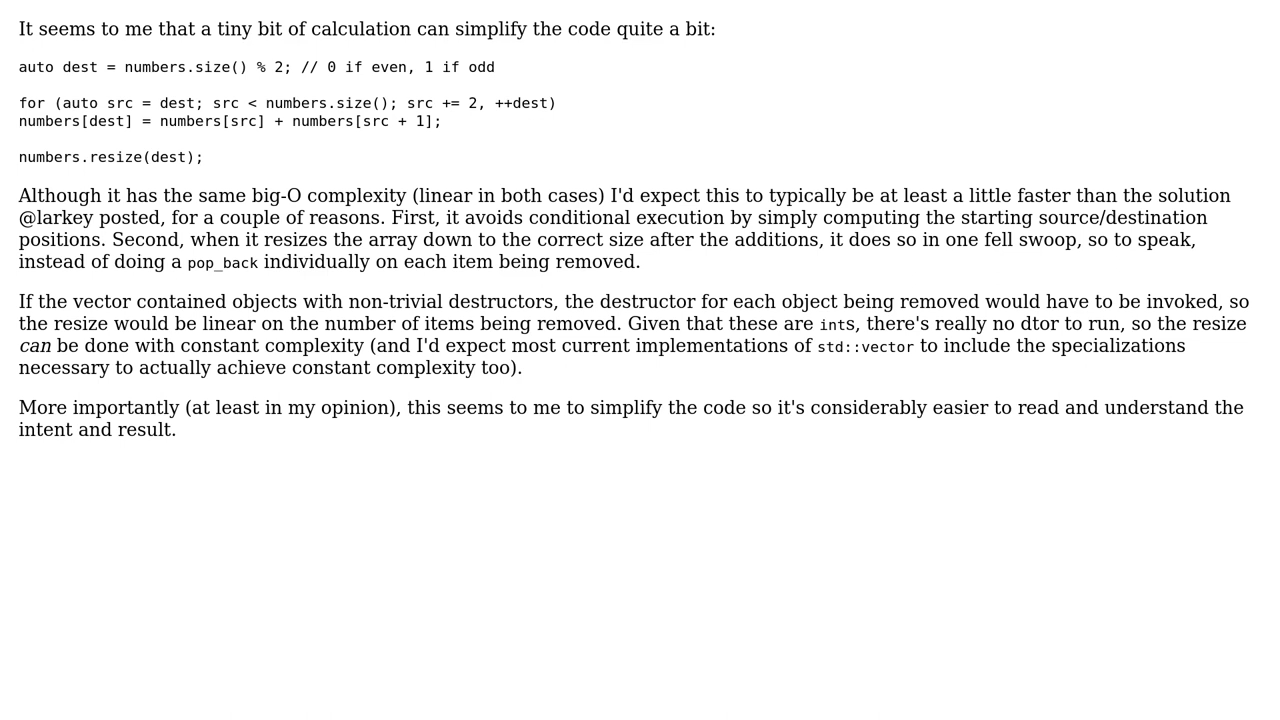 It seems to me that a tiny bit of calculation can simplify the code quite a bit:
auto dest = numbers.size() % 2; // 0 if even, 1 if odd
for (auto src = dest; src < numbers.size(); src += 2, ++dest)
numbers[dest] = numbers[src] + numbers[src + 1];
numbers.resize(dest);
Although it has the same big-O complexity (linear in both cases) I'd expect this to typically be at least a little faster than the solution
@larkey posted, for a couple of reasons. First, it avoids conditional execution by simply computing the starting source/destination
positions. Second, when it resizes the array down to the correct size after the additions, it does so in one fell swoop, so to speak,
instead of doing a pop_back individually on each item being removed.
If the vector contained objects with non-trivial destructors, the destructor for each object being removed would have to be invoked, so
the resize would be linear on the number of items being removed. Given that these are ints, there's really no dtor to run, so the resize
can be done with constant complexity (and I'd expect most current implementations of std::vector to include the specializations
necessary to actually achieve constant complexity too).
More importantly (at least in my opinion), this seems to me to simplify the code so it's considerably easier to read and understand the
intent and result.